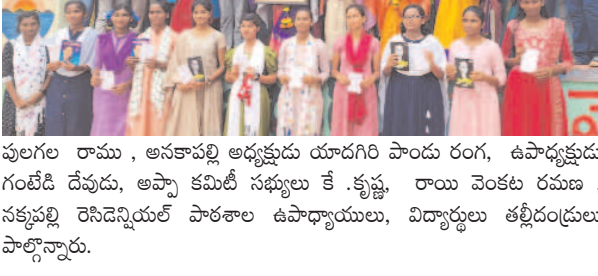 పులగల రాము , అనకాపల్లి అధ్యక్షుడు యాదగిరి పాండు రంగ, ఉపాధ్యక్షుడు
గంటేడి దేవుడు, అప్పా కమిటీ సభ్యులు కే .కృష్ణ, రాయి వెంకట రమణ .
నక్కపల్లి రెసిడెన్షియల్ పాఠశాల ఉపాధ్యాయులు, విద్యార్థులు తల్లీదండ్రులు
పాల్గొన్నారు.